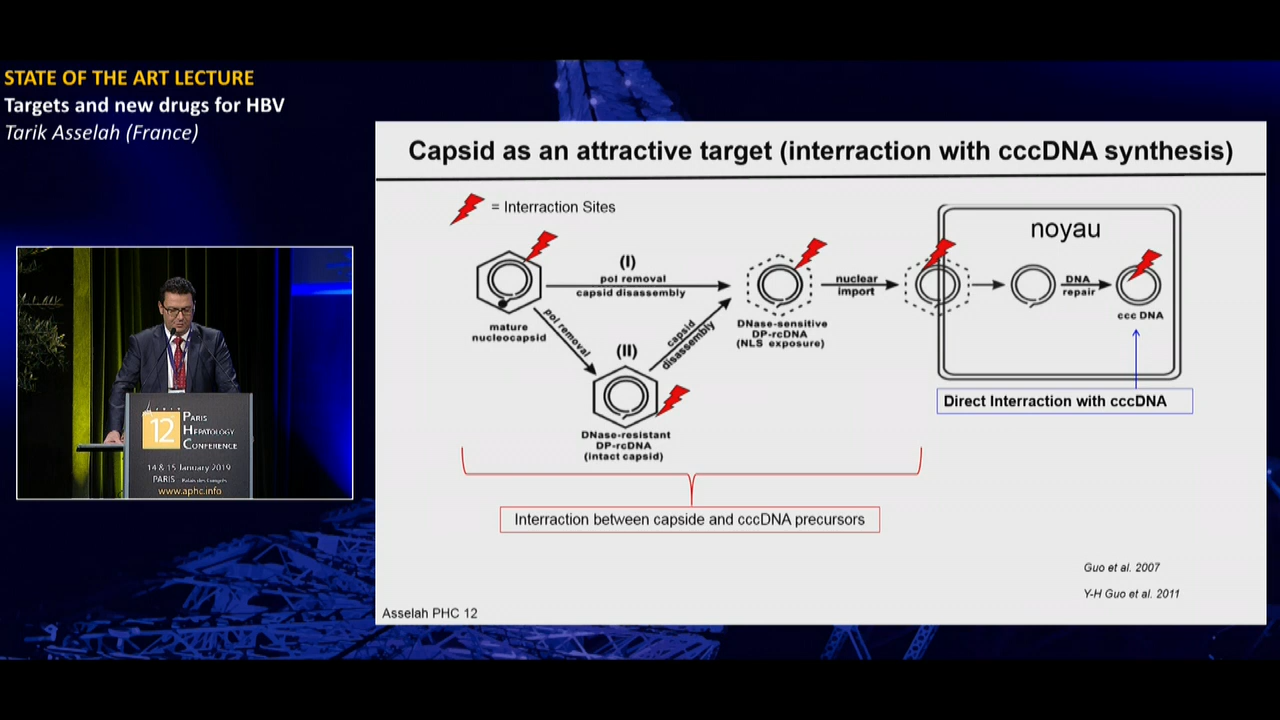 STATE OF THE ART LECTURE
Targets and new drugs for HBV
Tarik Asselah (France)
Capsid as an attractive target (interraction with cccDNA synthesis)
= Interraction Sites
noyau
(I)
pol removal
capsid disassembly
nuclear
import
DNA
repair
ccc DNA
mature
nucleocapsid
pol removal
capsid
disassembly
DNase-sensitive
DP-rcDNA
(NLS exposure)
(II)
DNase-resistant
DP-rcDNA
(intact capsid)
Direct Interraction with cccDNA
Interraction between capside and cccDNA precursors
Guo et al. 2007
Y-H Guo et al. 2011
Asselah PHC 12
12
PARIS
HEPATOLOGY
CONFERENCE
14 & 15 January 2019
PARIS - Palais des Congrès
www.aphc.info